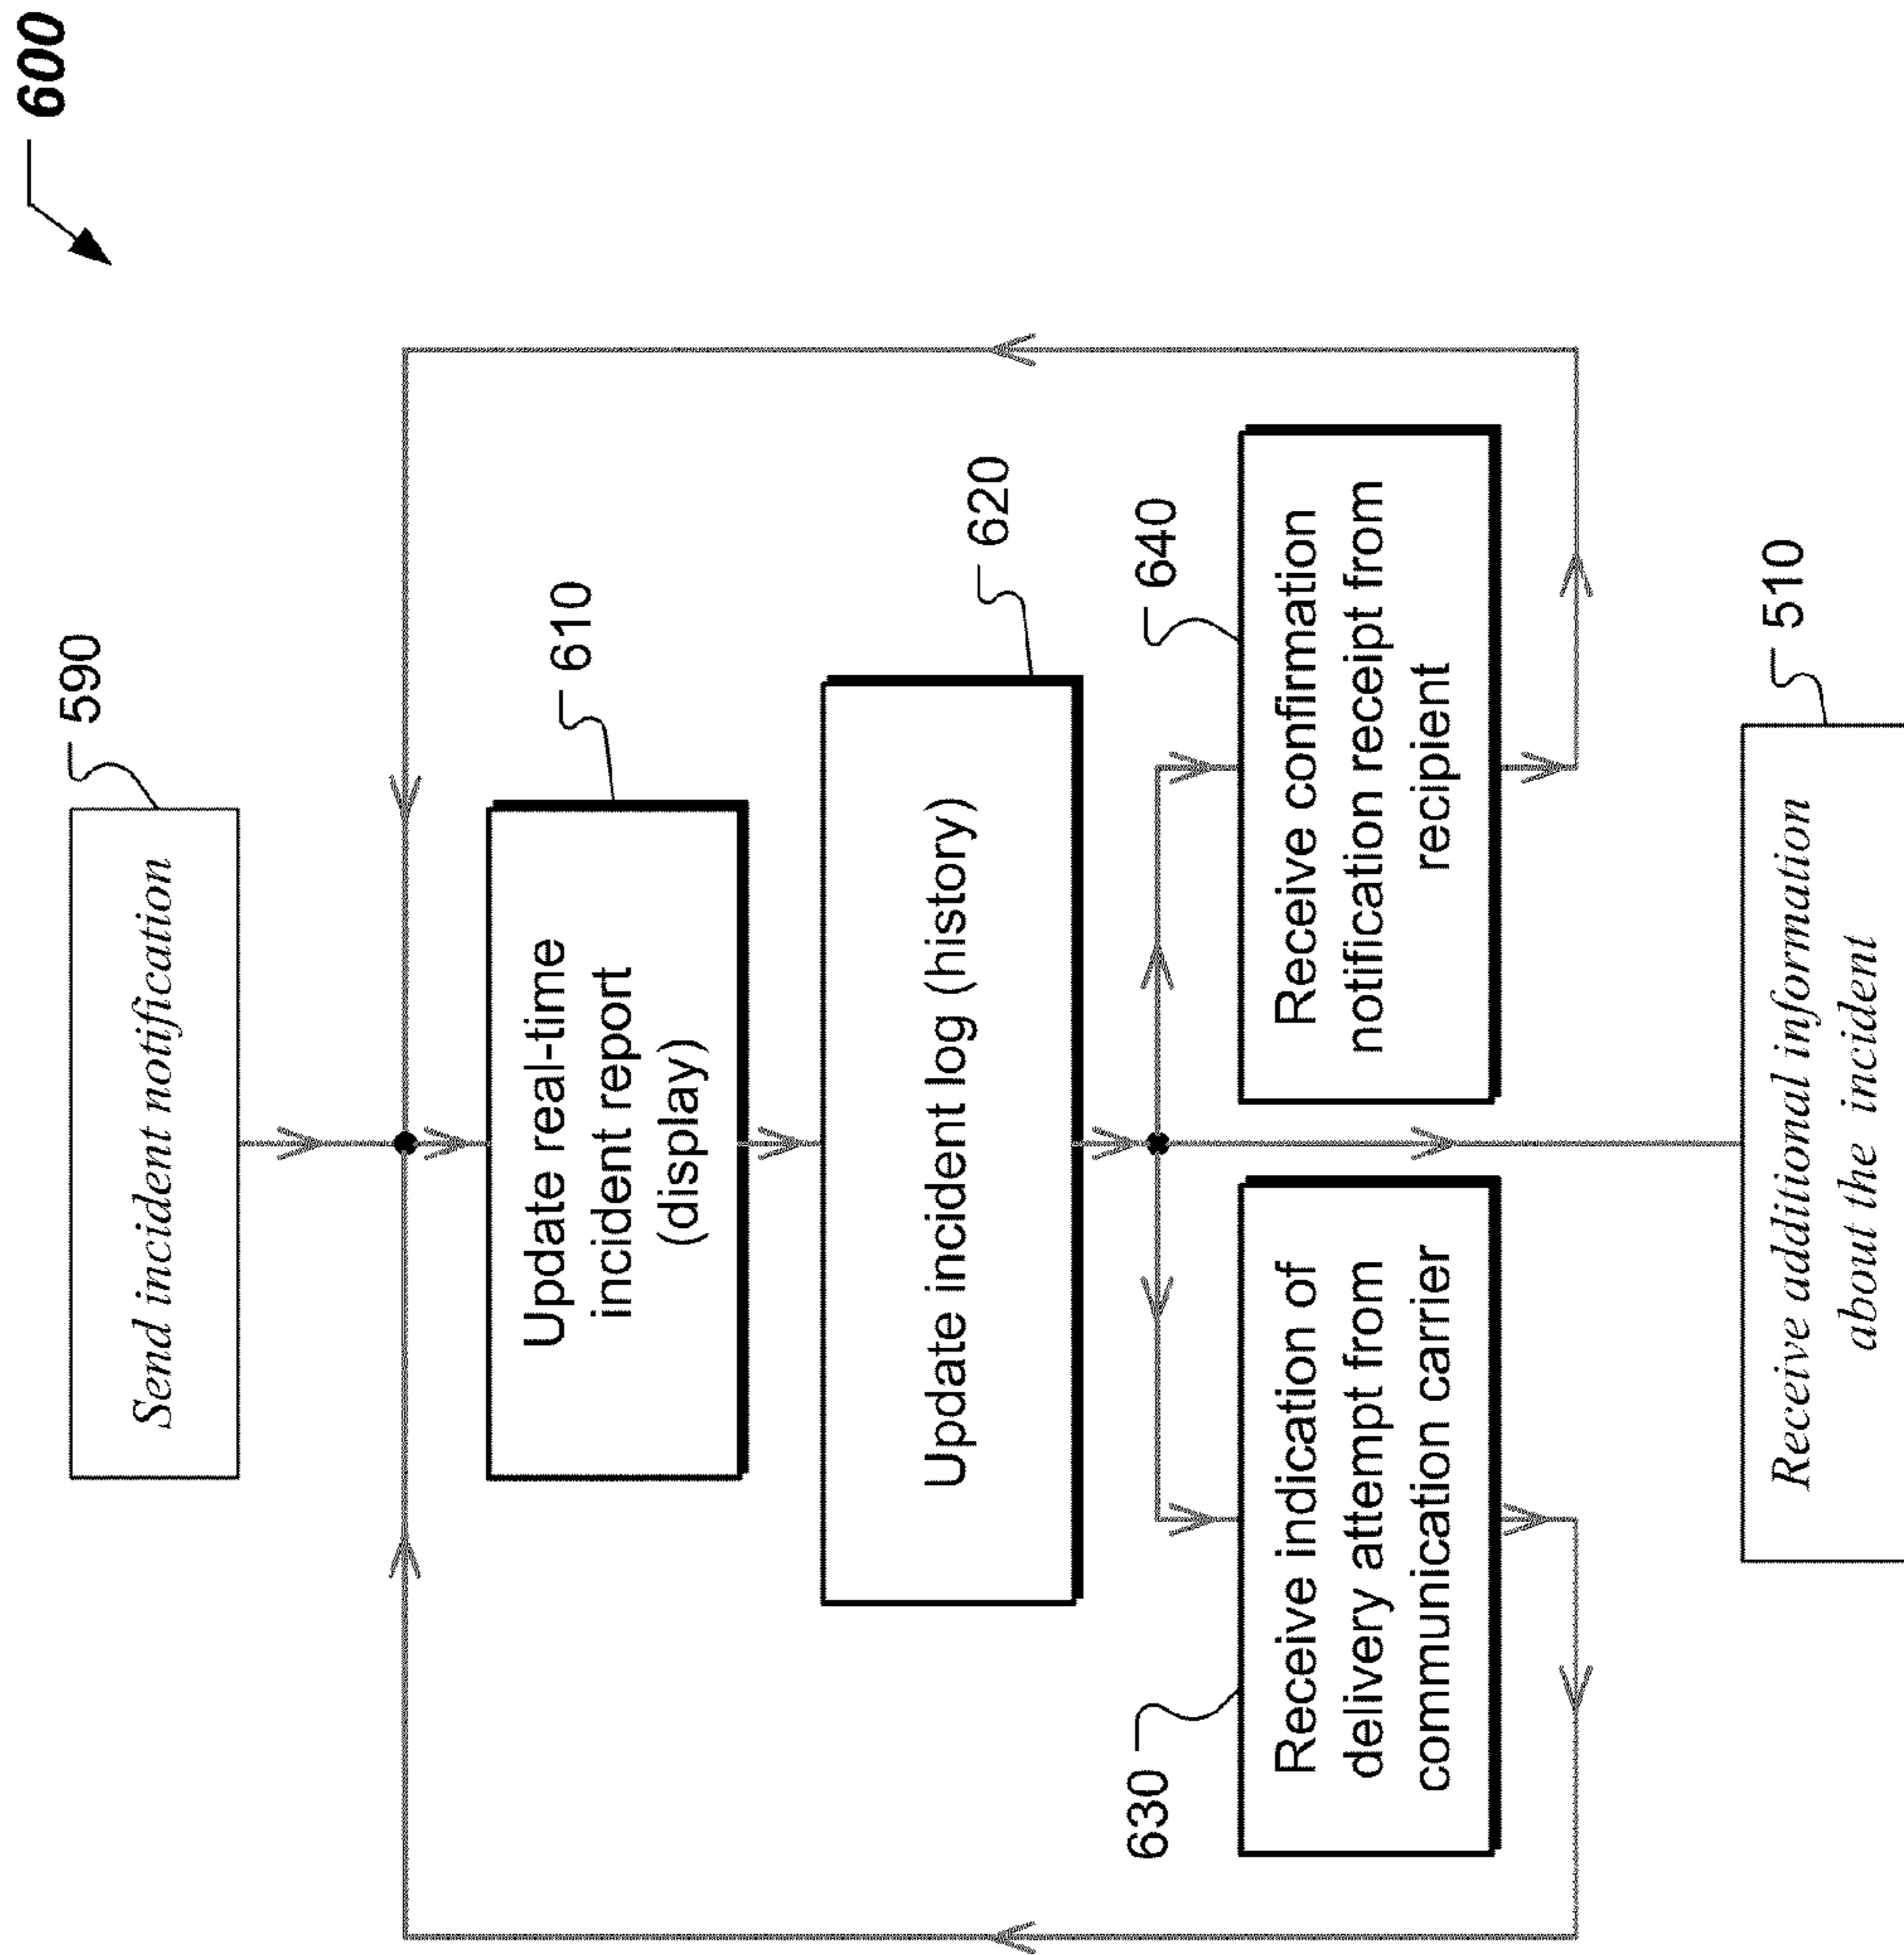 600
590
Send incident notification
610
Update real-time
incident report
(display)
620
Update incident log (history)
630
Receive indication of
delivery attempt from
communication carrier
640
Receive confirmation
notification receipt from
recipient
510
Receive additional information
about the incident